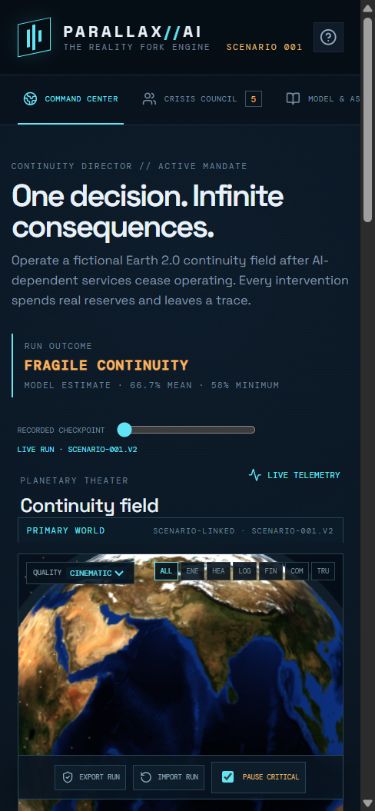 PARALLAX//AI
THE REALITY FORK ENGINE
SCENARIO 001
COMMAND CENTER
CRISIS COUNCIL 5
MODEL & AS
CONTINUITY DIRECTOR // ACTIVE MANDATE
One decision. Infinite
consequences.
Operate a fictional Earth 2.0 continuity field after AI-
dependent services cease operating. Every intervention
spends real reserves and leaves a trace.
RUN OUTCOME
FRAGILE CONTINUITY
MODEL ESTIMATE · 66.7% MEAN · 58% MINIMUM
RECORDED CHECKPOINT
LIVE RUN · SCENARIO-001.V2
PLANETARY THEATER
LIVE TELEMETRY
Continuity field
PRIMARY WORLD
SCENARIO-LINKED · SCENARIO-001.V2
QUALITY CINEMATIC
ALL ENE HEA LOG FIN COM TRU
EXPORT RUN
IMPORT RUN
PAUSE CRITICAL